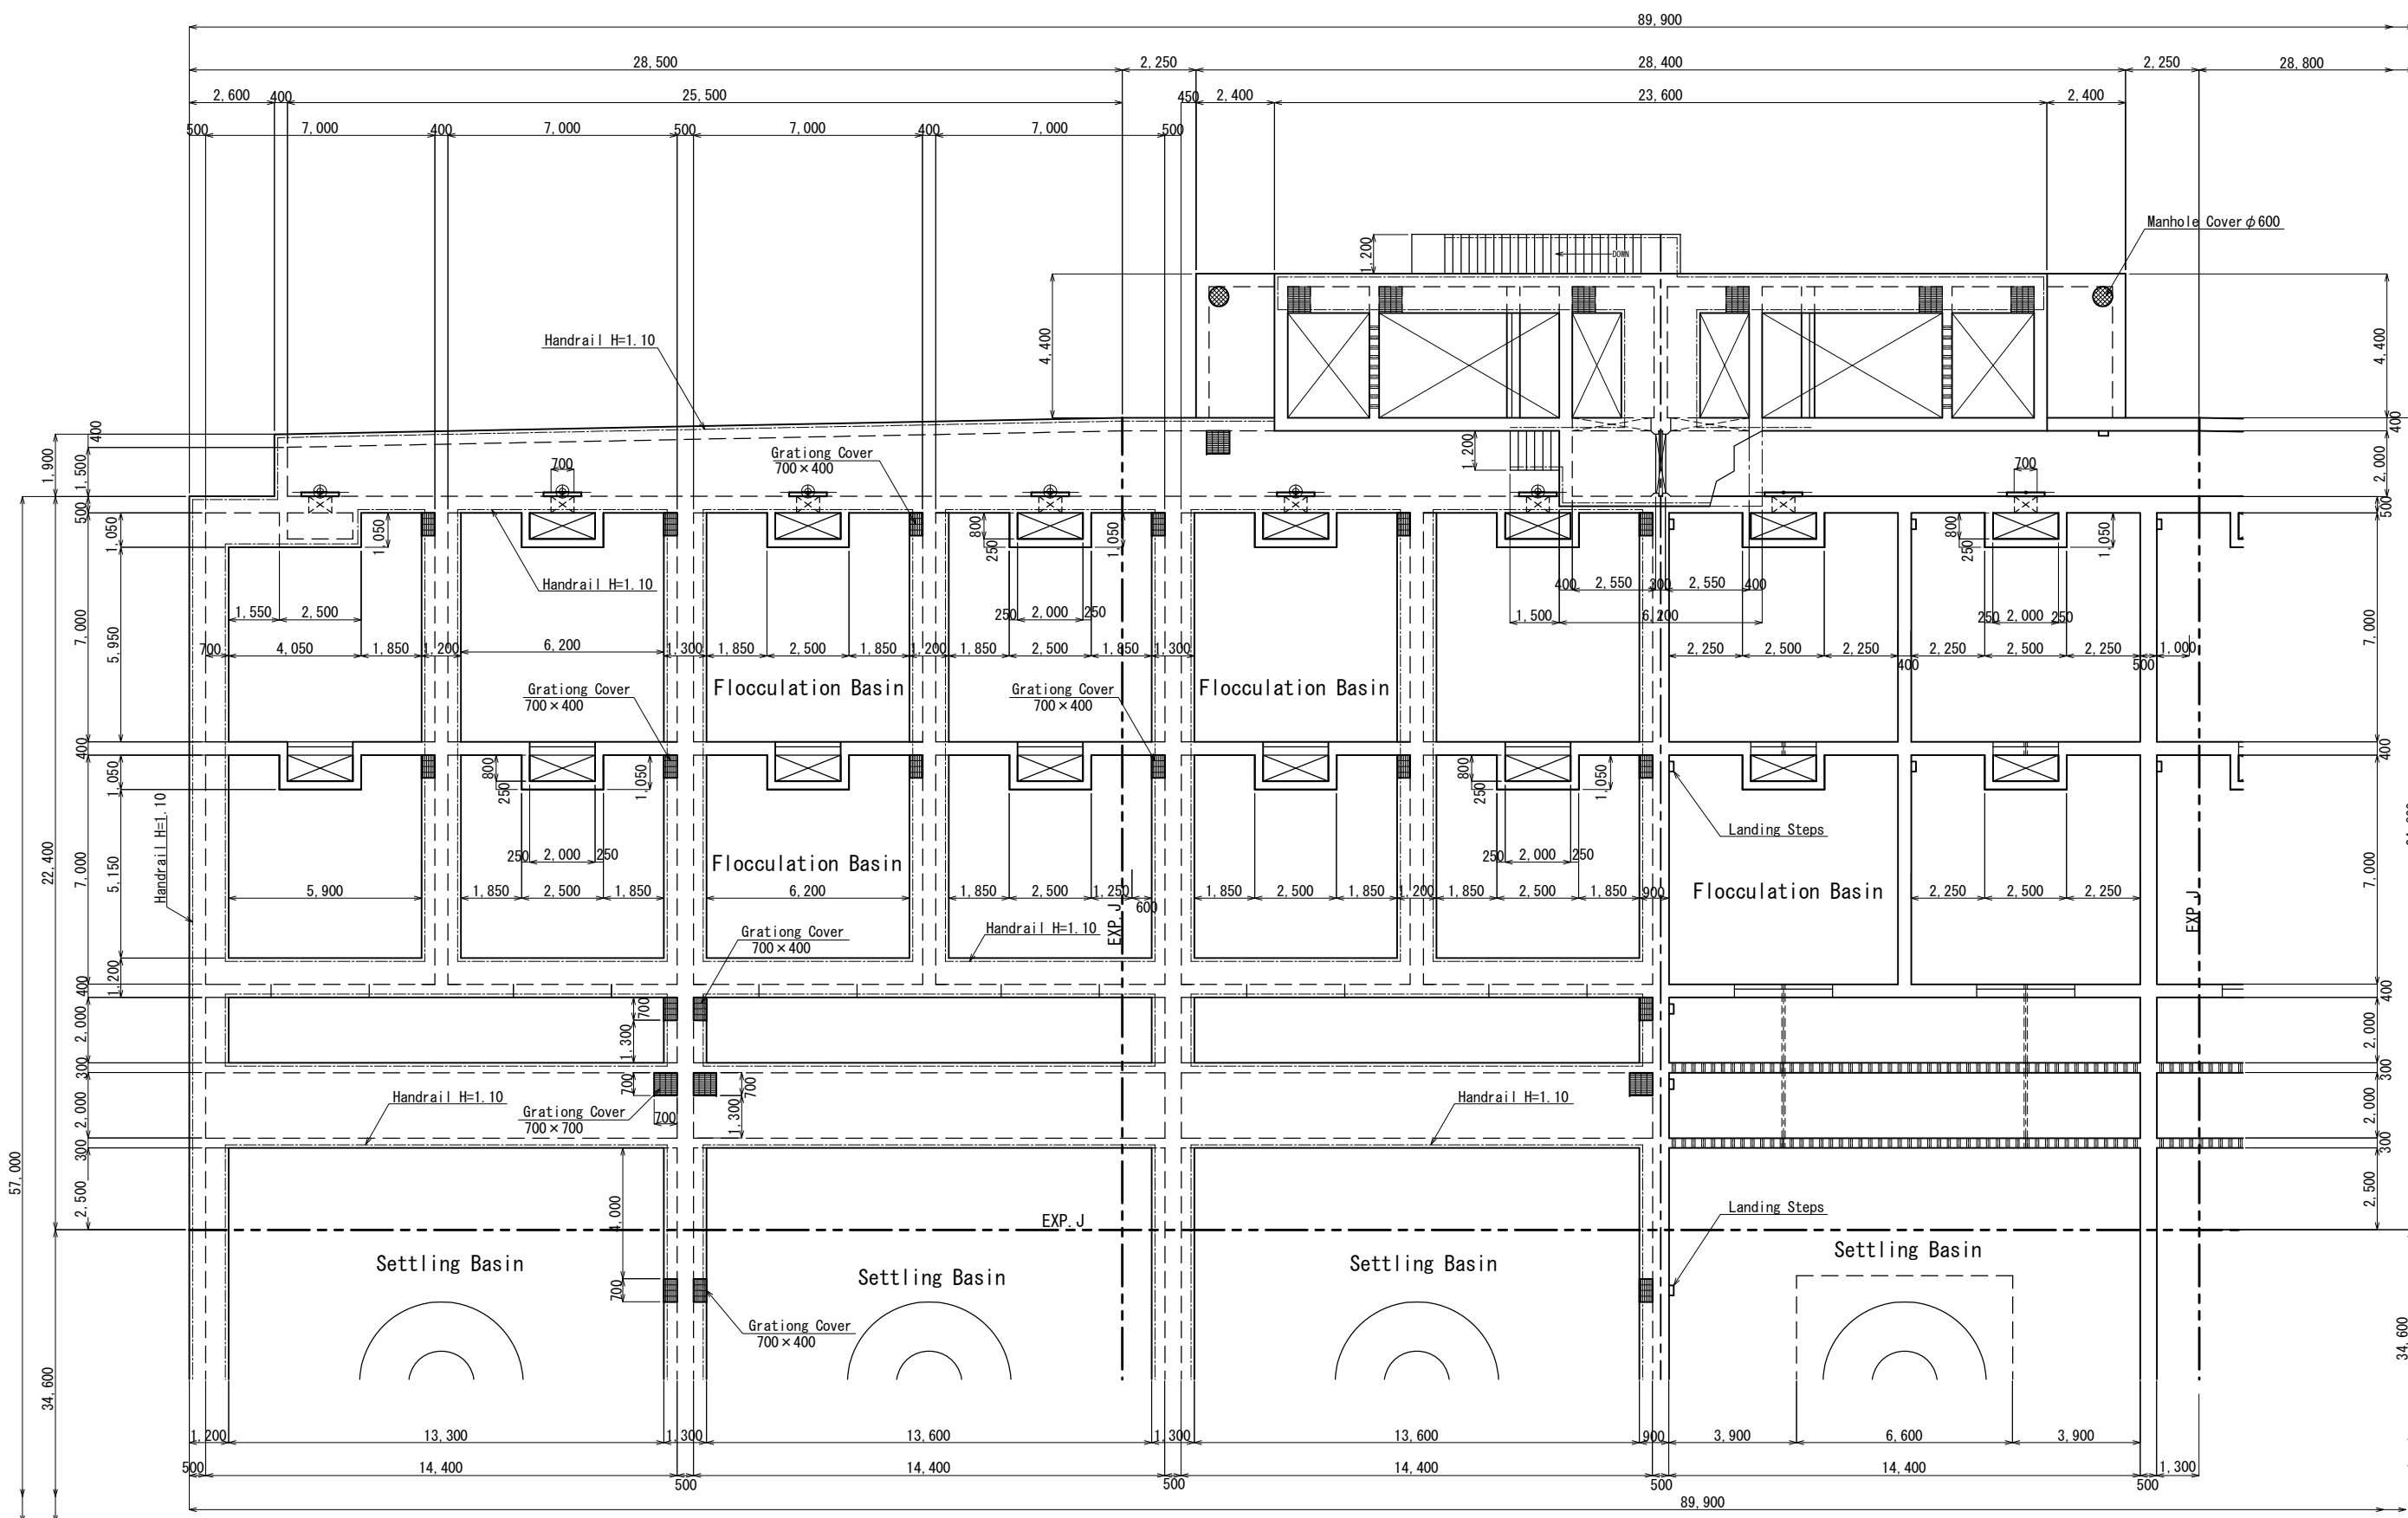 89,900
28,500 2,250 28,400 2,250 28,800
2,600 400 25,500 450 2,400 23,600 2,400
500 7,000 400 7,000 500 7,000 400 7,000 500
Manhole Cover φ600
1,200
DOWN
Handrail H=1.10
4,400
4,400
400
1,900
1,500
400
2,000
1,200
Grationg Cover
700×400
700
700
500
1,050
1,050
800
250
1,050
800
250
1,050
500
Handrail H=1.10
400 2,550 300 2,550 400
1,550 2,500
250 2,000 250
1,500 6,200
250 2,000 250
7,000
5,950
7,000
700 4,050 1,850 1,200 6,200 1,300 1,850 2,500 1,850 1,200 1,850 2,500 1,850 1,300
2,250 2,500 2,250 400 2,250 2,500 2,250 500 1,000
Flocculation Basin
Flocculation Basin
Grationg Cover
700×400
Grationg Cover
700×400
400
1,050
800
250
1,050
800
250
1,050
400
Landing Steps
Handrail H=1.10
22,400
7,000
5,150
7,000
250 2,000 250
250 2,000 250
Flocculation Basin
Flocculation Basin
5,900 1,850 2,500 1,850 6,200 1,850 2,500 1,250 600 1,850 2,500 1,850 1,200 1,850 2,500 1,850 900 2,250 2,500 2,250
EXP.J
EXP.J
Grationg Cover
700×400
Handrail H=1.10
1,200
400
400
2,000
700
1,300
2,000
300
300
Handrail H=1.10
Grationg Cover
700×700
700
700
700
1,300
Handrail H=1.10
2,000
2,000
300
300
57,000
2,500
4,000
2,500
Landing Steps
EXP.J
Settling Basin
Settling Basin
Settling Basin
Settling Basin
700
Grationg Cover
700×400
34,600
34,600
1,200 13,300 1,300 13,600 1,300 13,600 900 3,900 6,600 3,900
500 14,400 500 14,400 500 14,400 500 14,400 500 1,300
89,900